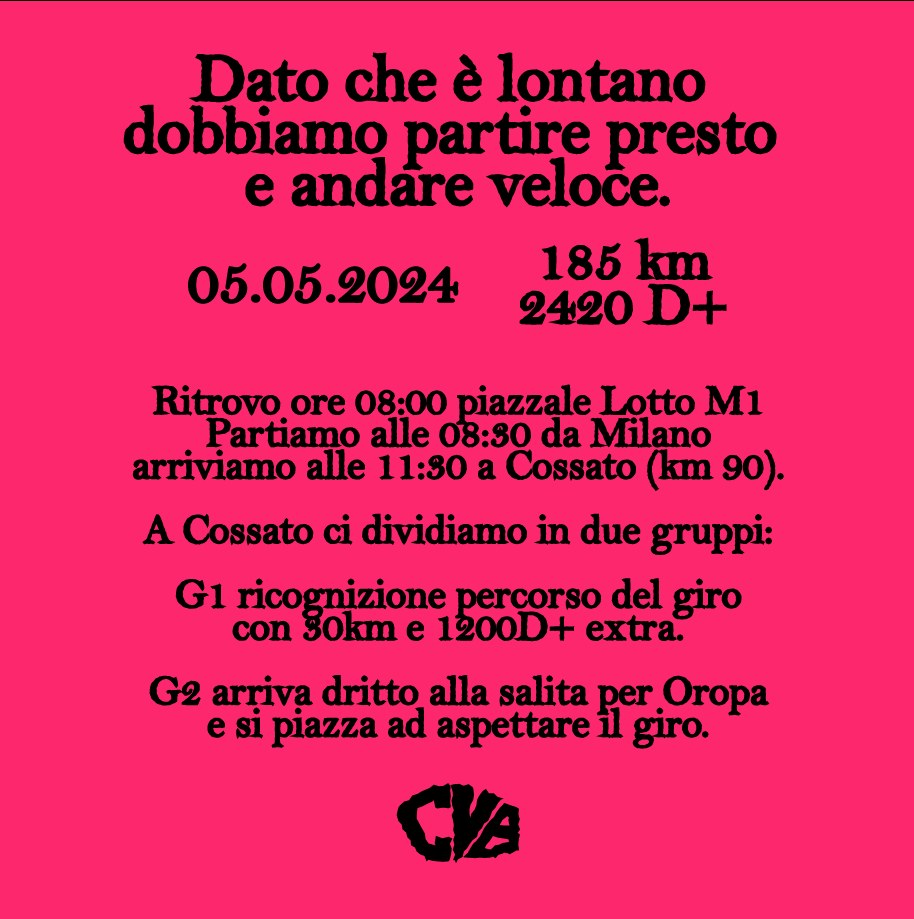 Dato che è lontano
dobbiamo partire presto
e andare veloce.
05.05.2024
185 km
2420 D+
Ritrovo ore 08:00 piazzale Lotto M1
Partiamo alle 08:30 da Milano
arriviamo alle 11:30 a Cossato (km 90).
A Cossato ci dividiamo in due gruppi:
G1 ricognizione percorso del giro
con 30km e 1200D+ extra.
G2 arriva dritto alla salita per Oropa
e si piazza ad aspettare il giro.
CVA